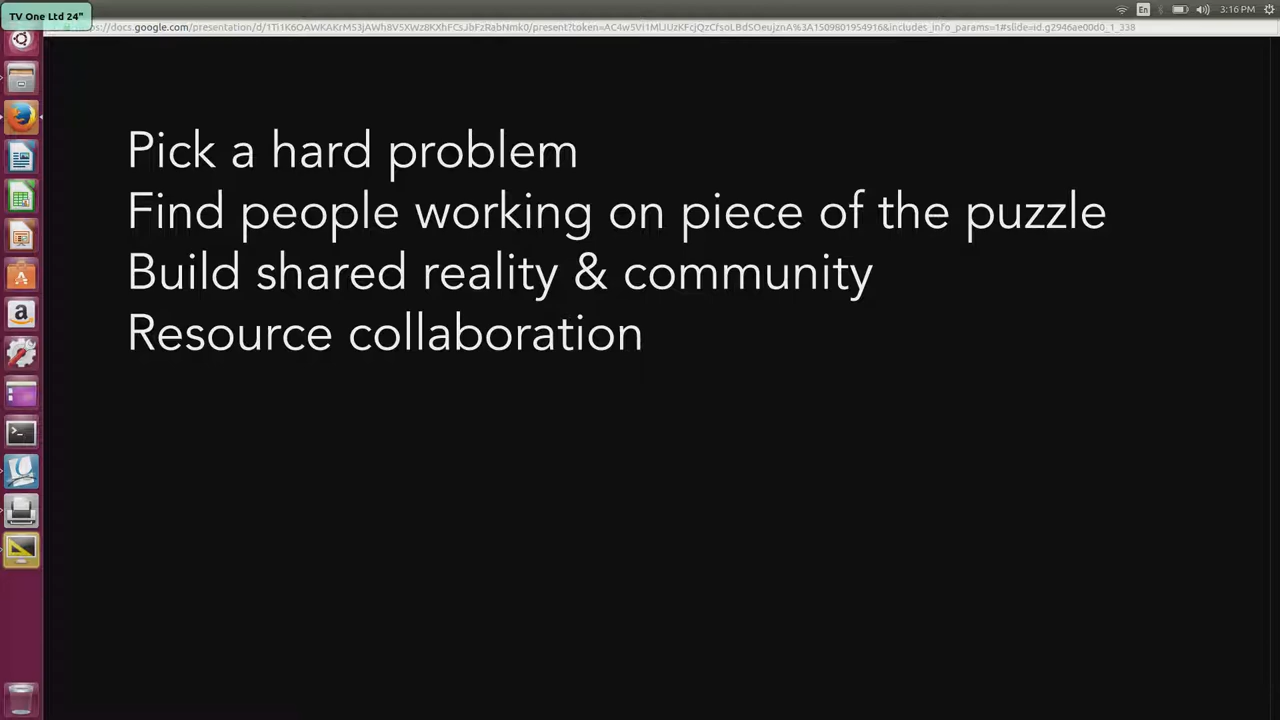 TV One Ltd 24"
En
3:16 PM
Pick a hard problem
Find people working on piece of the puzzle
Build shared reality & community
Resource collaboration